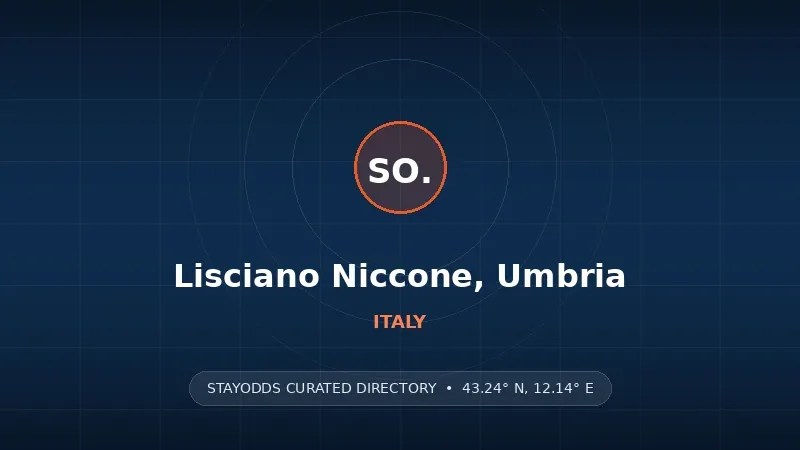 SO.
Lisciano Niccone, Umbria
ITALY
STAYODDS CURATED DIRECTORY • 43.24° N, 12.14° E